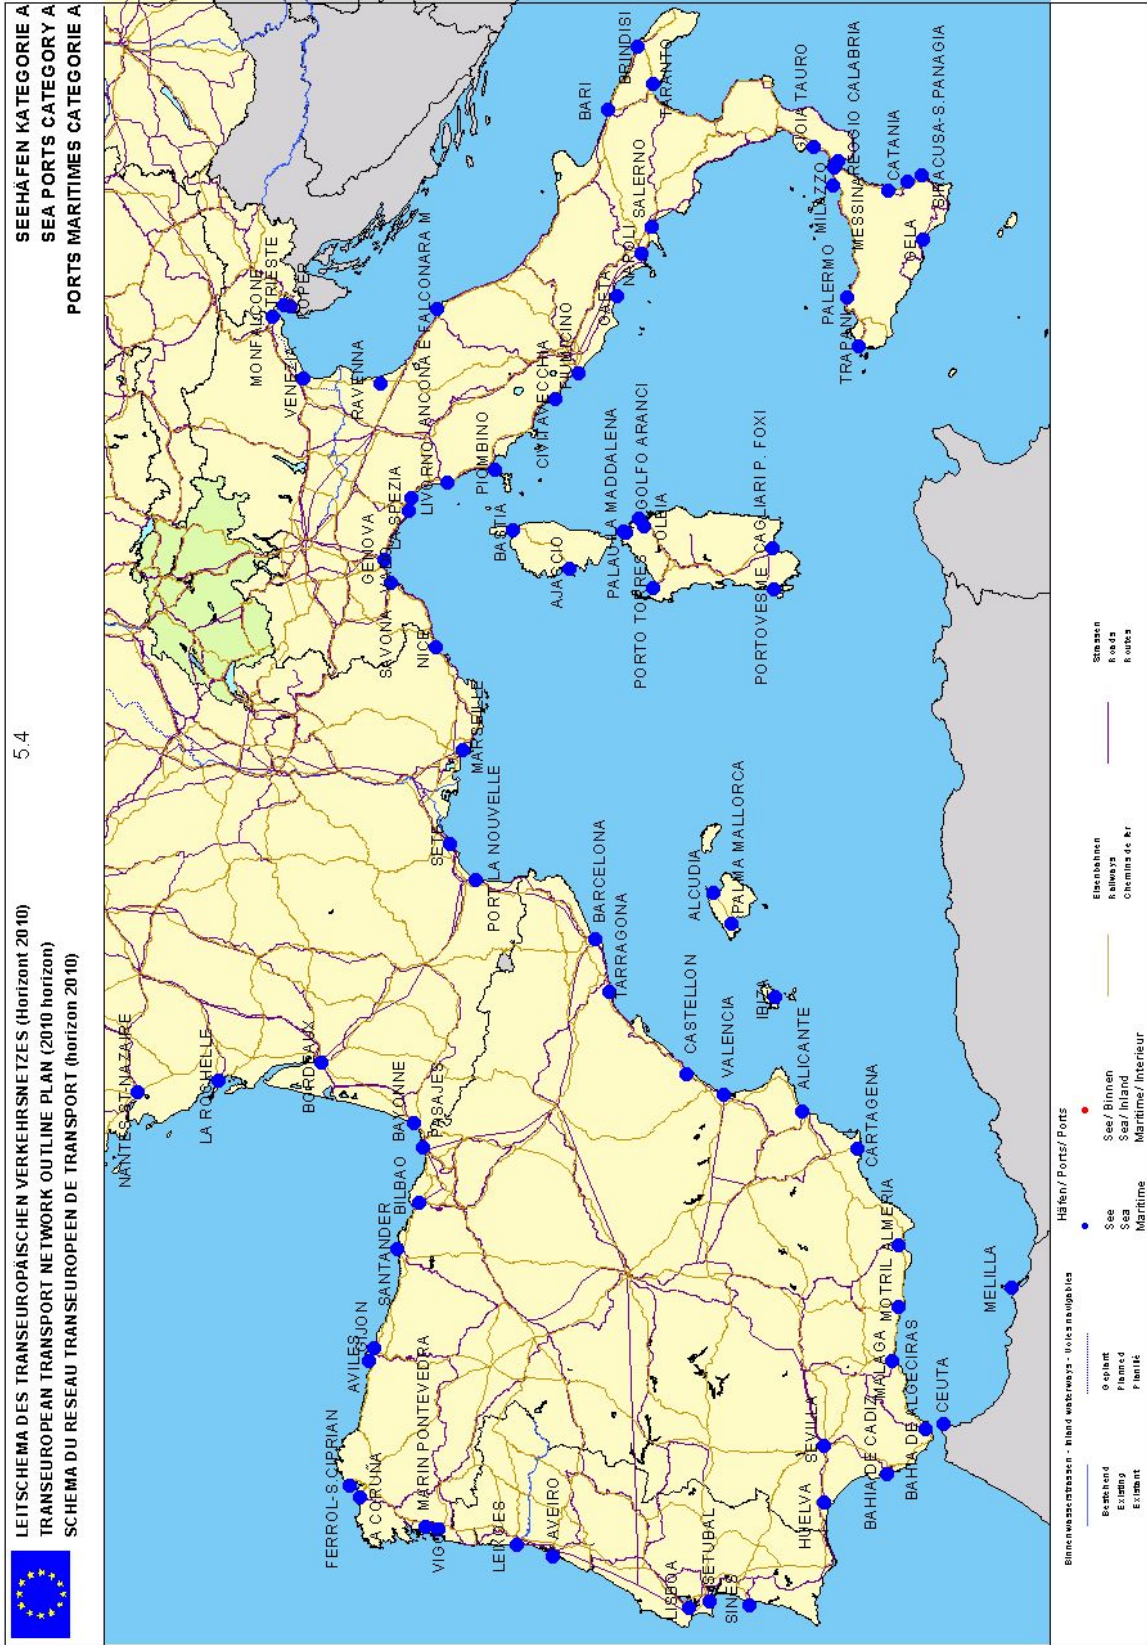 LEITSCHEMA DES TRANSEUROPÄISCHEN VERKEHRSNETZES (Horizont 2010)
TRANSEUROPEAN TRANSPORT NETWORK OUTLINE PLAN (2010 horizon)
SCHEMA DU RESEAU TRANSEUROPEEN DE TRANSPORT (horizon 2010)
5.4
SEEHÄFEN KATEGORIE A
SEA PORTS CATEGORY A
PORTS MARITIMES CATEGORIE A
NANTES-ST-NAZAIRE
LA ROCHELLE
BORDEAUX
BAYONNE
PASAJES
BILBAO
SANTANDER
GIJON
AVILES
FERROL-S.CIPRIAN
LA CORUÑA
MARIN PONTEVEDRA
VIGO
LEIXOES
AVEIRO
LISBOA
SETUBAL
SINES
HUELVA
SEVILLA
BAHIA DE CADIZ
BAHIA DE ALGECIRAS
CEUTA
MELILLA
MALAGA
MOTRIL
ALMERIA
CARTAGENA
ALICANTE
VALENCIA
CASTELLON
IBIZA
PALMA MALLORCA
ALCUDIA
TARRAGONA
BARCELONA
PORT LA NOUVELLE
SETE
MARSEILLE
NICE
SAVONA - VADO
GENOVA
LA SPEZIA
LIVORNO
PIOMBINO
BASTIA
AJACCIO
PALAU
LA MADDALENA
GOLFO ARANCI
OLBIA
PORTO TORRES
PORTOVESME
CAGLIARI P. FOXI
CIVITAVECCHIA
FIUMICINO
GAETA
NAPOLI
SALERNO
MONFALCONE
TRIESTE
KOPER
VENEZIA
RAVENNA
ANCONA E FALCONARA M
BARI
BRINDISI
TARANTO
GIOIA TAURO
REGGIO CALABRIA
MILAZZO
MESSINA
PALERMO
TRAPANI
GELA
CATANIA
SIRACUSA-S.PANAGIA
Binnenwasserstrassen - Inland waterways - Voies navigables
Bestehend
Existing
Existant
Geplant
Planned
Planifié
Häfen/ Ports/ Ports
See
Sea
Maritime
See/ Binnen
Sea/ Inland
Maritime/ Interieur
Eisenbahnen
Railways
Chemins de fer
Strassen
Roads
Routes